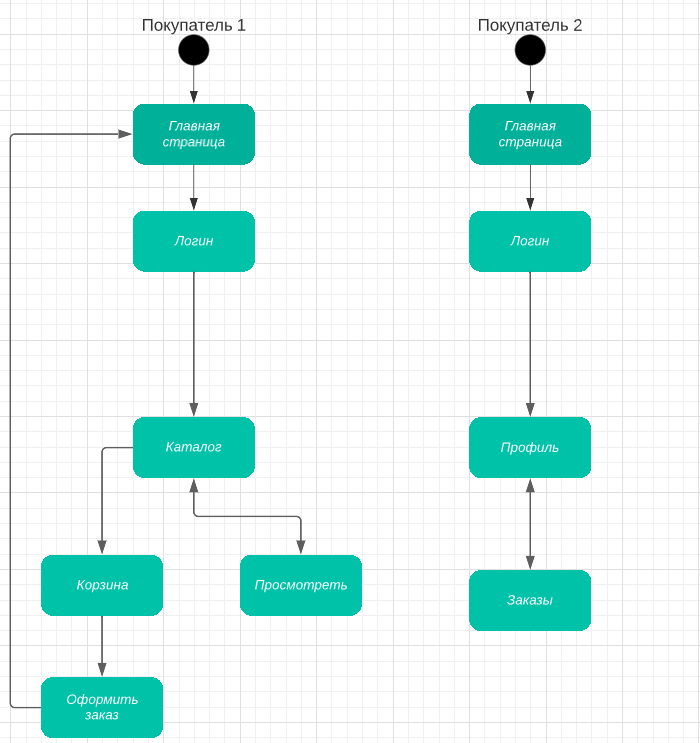 Покупатель 1
Покупатель 2
Главная
страница
Главная
страница
Логин
Логин
Каталог
Профиль
Корзина
Просмотреть
Заказы
Оформить
заказ